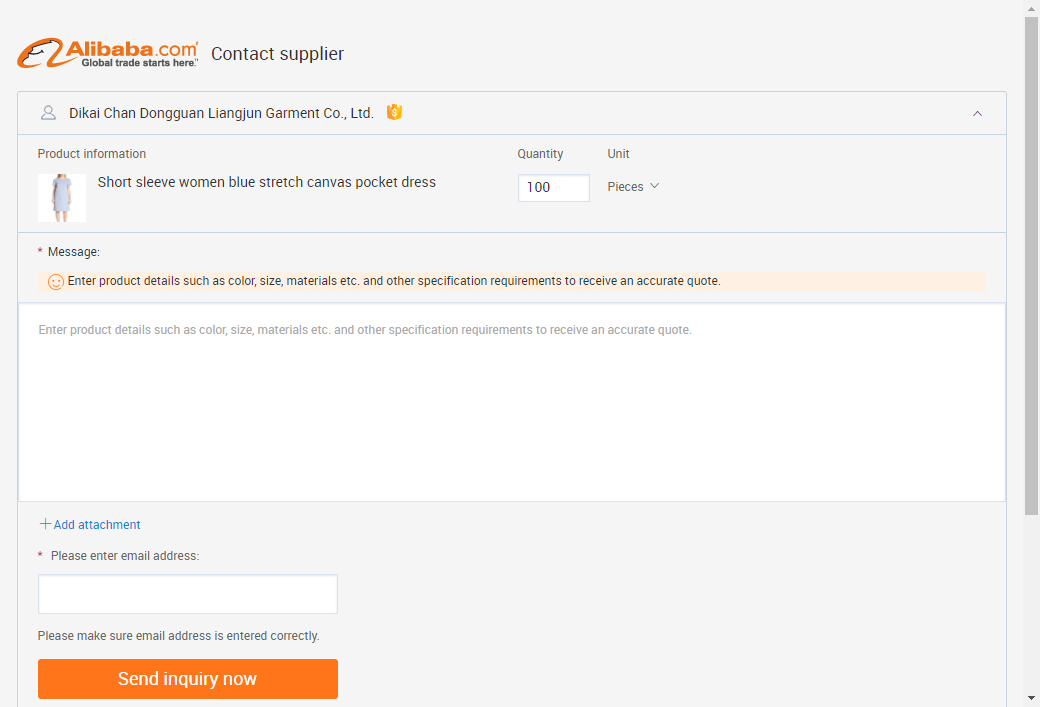 Alibaba.com
Global trade starts here.™
Contact supplier
Dikai Chan Dongguan Liangjun Garment Co., Ltd.
Product information
Quantity
Unit
Short sleeve women blue stretch canvas pocket dress
100
Pieces
* Message:
Enter product details such as color, size, materials etc. and other specification requirements to receive an accurate quote.
Enter product details such as color, size, materials etc. and other specification requirements to receive an accurate quote.
Add attachment
* Please enter email address:
Please make sure email address is entered correctly.
Send inquiry now